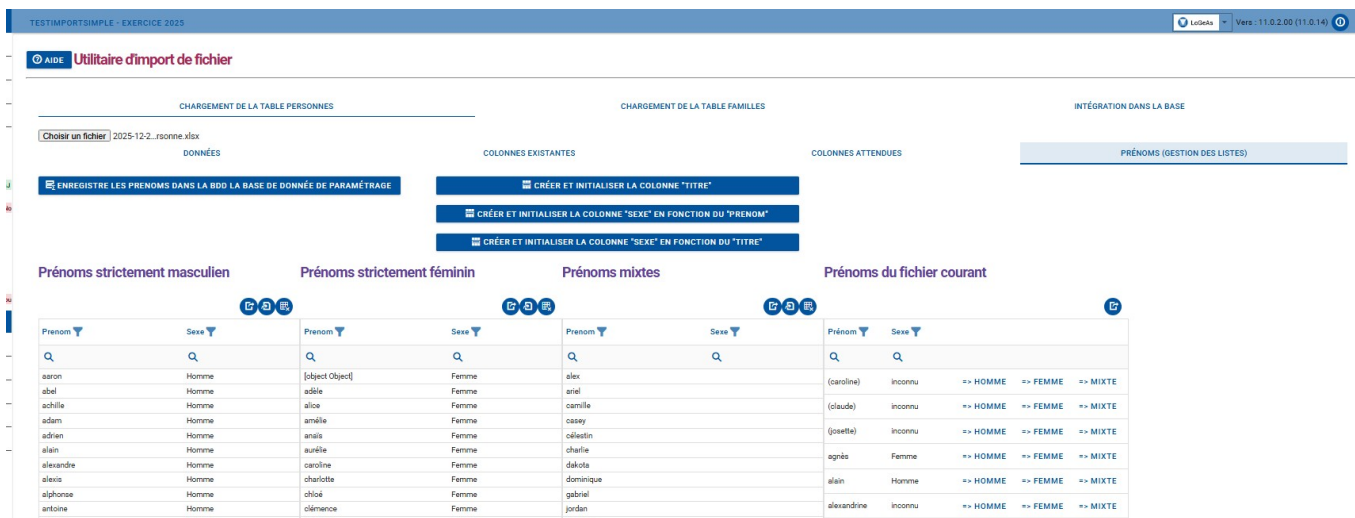 TESTIMPORTSIMPLE - EXERCICE 2025 LoGeAs Vers : 11.0.2.00 (11.0.14)
AIDE Utilitaire d'import de fichier
CHARGEMENT DE LA TABLE PERSONNES CHARGEMENT DE LA TABLE FAMILLES INTÉGRATION DANS LA BASE
Choisir un fichier 2025-12-2...rsonne.xlsx
DONNÉES COLONNES EXISTANTES COLONNES ATTENDUES PRÉNOMS (GESTION DES LISTES)
ENREGISTRE LES PRENOMS DANS LA BDD LA BASE DE DONNÉE DE PARAMÉTRAGE CRÉER ET INITIALISER LA COLONNE "TITRE"
CRÉER ET INITIALISER LA COLONNE "SEXE" EN FONCTION DU "PRENOM"
CRÉER ET INITIALISER LA COLONNE "SEXE" EN FONCTION DU "TITRE"
Prénoms strictement masculien Prénoms strictement féminin Prénoms mixtes Prénoms du fichier courant
Prenom Sexe Prenom Sexe Prenom Sexe Prénom Sexe
aaron Homme [object Object] Femme alex
(caroline) inconnu => HOMME => FEMME => MIXTE
abel Homme adèle Femme ariel
achille Homme alice Femme camille
(claude) inconnu => HOMME => FEMME => MIXTE
adam Homme amélie Femme casey
(josette) inconnu => HOMME => FEMME => MIXTE
adrien Homme anaïs Femme célestin
alain Homme aurélie Femme charlie
agnès Femme => HOMME => FEMME => MIXTE
alexandre Homme caroline Femme dakota
alexis Homme charlotte Femme dominique
alain Homme => HOMME => FEMME => MIXTE
alphonse Homme chloé Femme gabriel
antoine Homme clémence Femme jordan
alexandrine inconnu => HOMME => FEMME => MIXTE